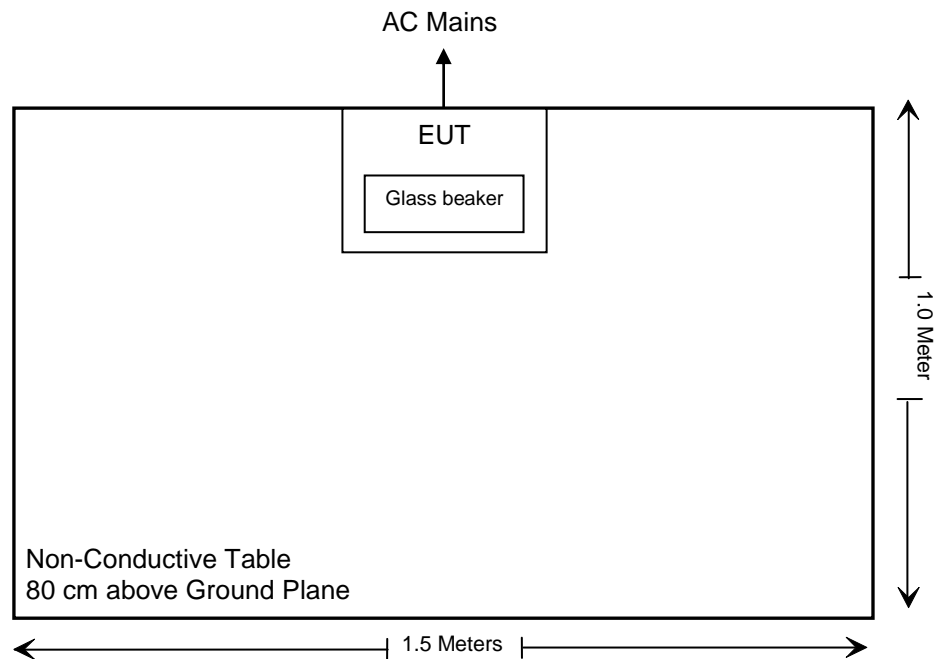 AC Mains
EUT
Glass beaker
1.0 Meter
Non-Conductive Table
80 cm above Ground Plane
1.5 Meters